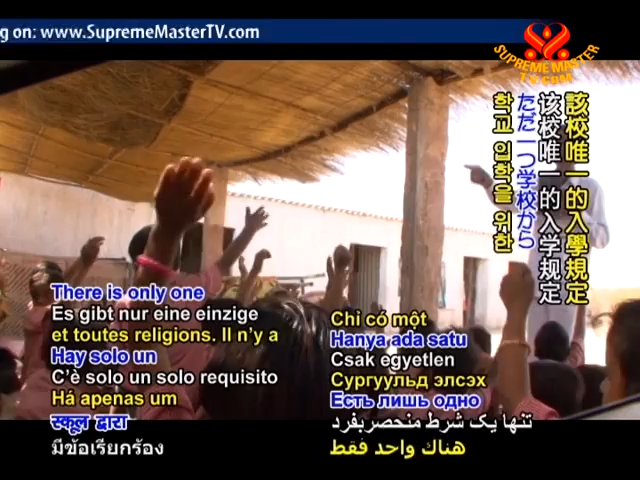 g on: www.SupremeMasterTV.com
SUPREME MASTER
TV.COM
該校唯一的入學規定
该校唯一的入学规定
ただ一つ学校から
학교 입학을 위한
There is only one
Es gibt nur eine einzige
et toutes religions. Il n'y a
Hay solo un
C'è solo un solo requisito
Há apenas um
स्कूल द्वारा
มีข้อเรียกร้อง
Chỉ có một
Hanya ada satu
Csak egyetlen
Сургуульд элсэх
Есть лишь одно
تنها یک شرط منحصربفرد
هناك واحد فقط